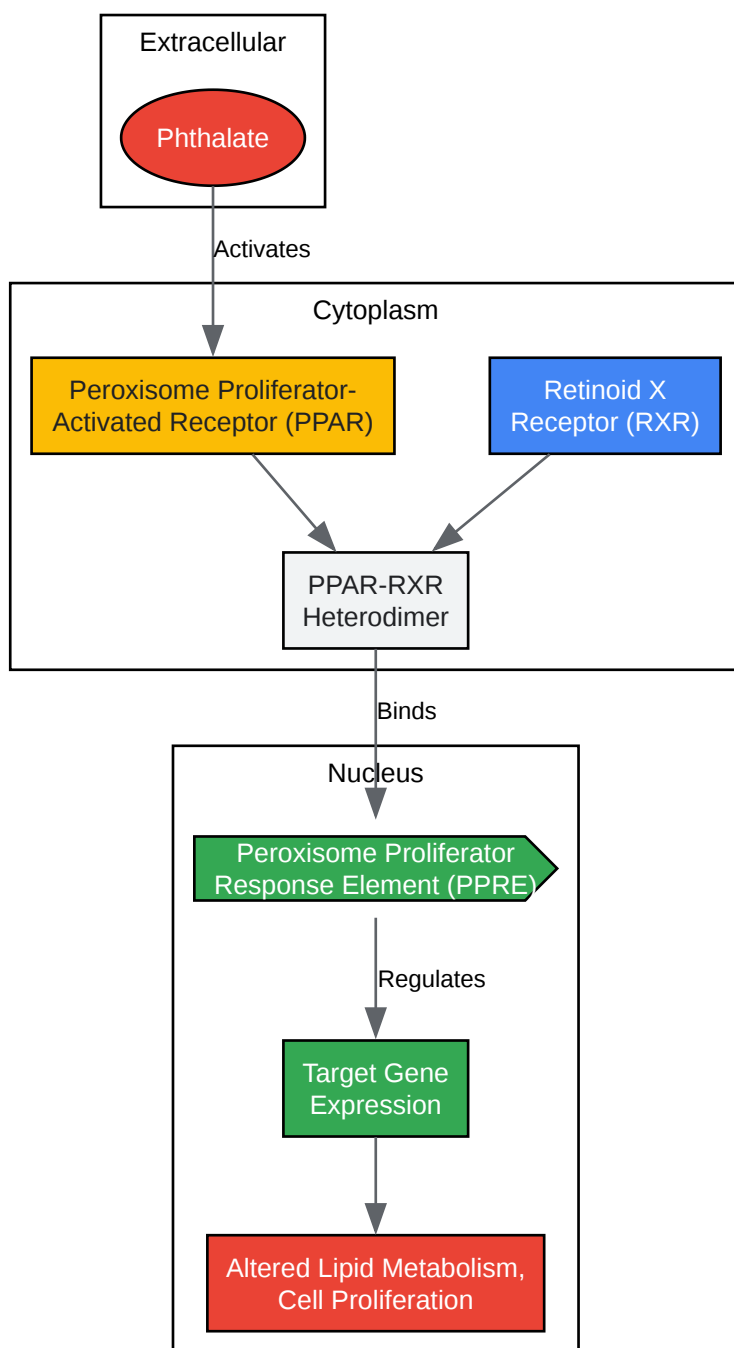 Extracellular
Phthalate
Activates
Cytoplasm
Peroxisome Proliferator-
Activated Receptor (PPAR)
Retinoid X
Receptor (RXR)
PPAR-RXR
Heterodimer
Binds
Nucleus
Peroxisome Proliferator
Response Element (PPRE)
Regulates
Target Gene
Expression
Altered Lipid Metabolism,
Cell Proliferation